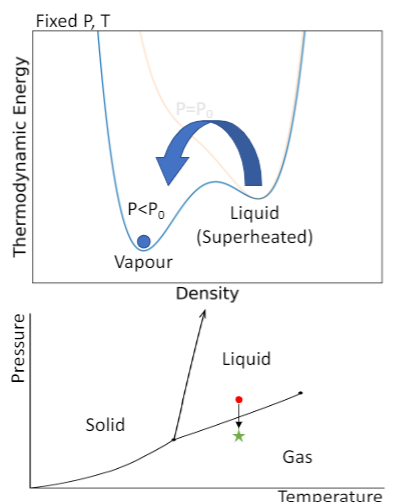 Fixed P, T
Thermodynamic Energy
P=P₀
P<P₀
Liquid
(Superheated)
Vapour
Density
Pressure
Liquid
Solid
Gas
Temperature